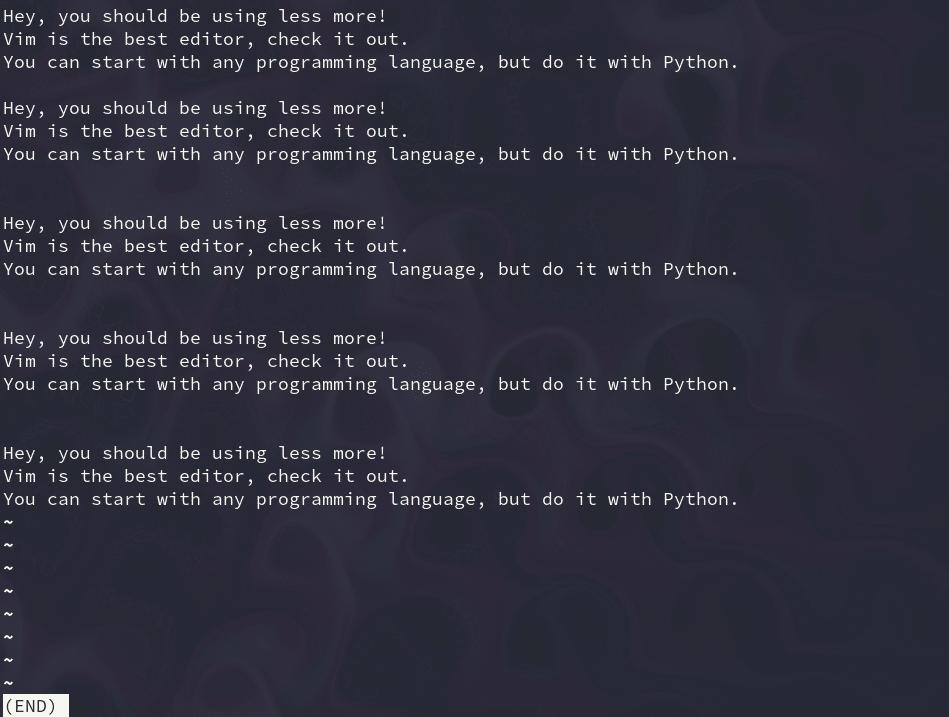 Hey, you should be using less more!
Vim is the best editor, check it out.
You can start with any programming language, but do it with Python.

Hey, you should be using less more!
Vim is the best editor, check it out.
You can start with any programming language, but do it with Python.


Hey, you should be using less more!
Vim is the best editor, check it out.
You can start with any programming language, but do it with Python.


Hey, you should be using less more!
Vim is the best editor, check it out.
You can start with any programming language, but do it with Python.


Hey, you should be using less more!
Vim is the best editor, check it out.
You can start with any programming language, but do it with Python.
~
~
~
~
~
~
~
~
(END)